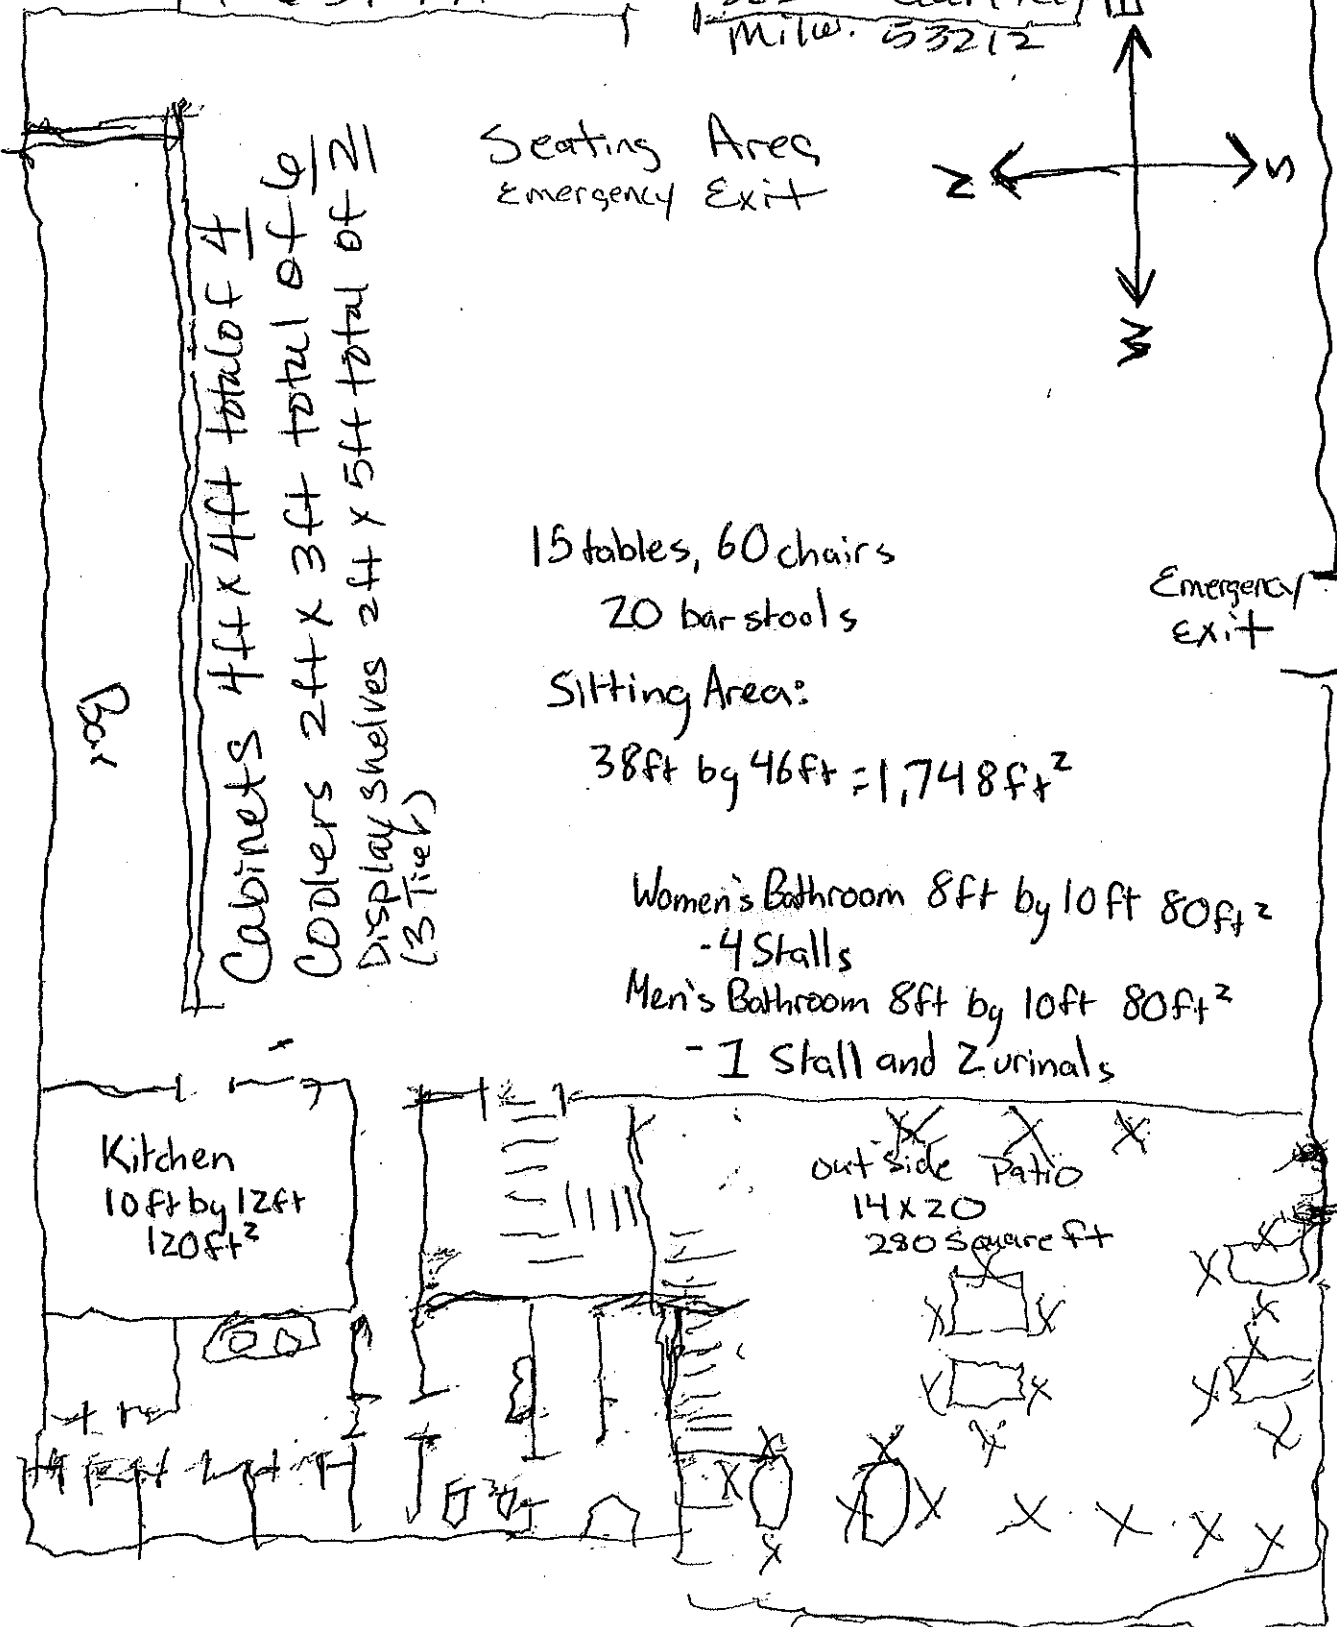 Milw. 53212
E
N
S
W
Seating Area
Emergency Exit
Cabinets 4ft x 4ft total of 4
Coolers 2ft x 3ft total of 6
Display shelves 2ft x 5ft total of 2
(3 Tier)
Bar
15 tables, 60 chairs
20 bar stools
Emergency
Exit
Sitting Area:
38ft by 46ft = 1,748ft²
Women's Bathroom 8ft by 10ft 80ft²
-4 Stalls
Men's Bathroom 8ft by 10ft 80ft²
- 1 Stall and 2 urinals
Kitchen
10ft by 12ft
120ft²
Out side Patio
14 x 20
280 Square ft